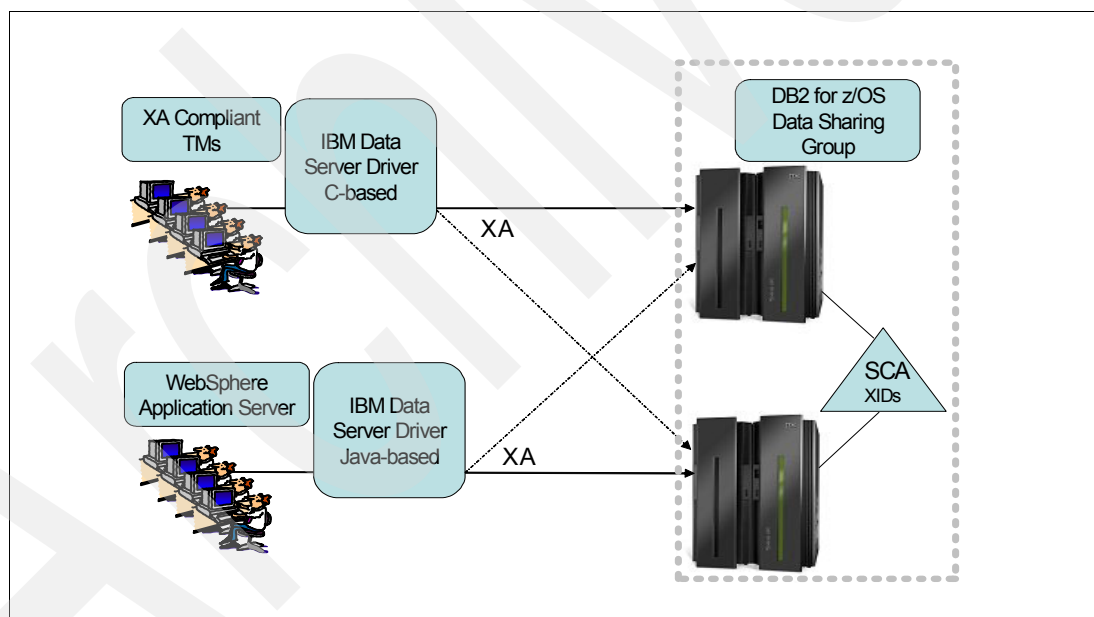 XA Compliant
TMs
IBM Data
Server Driver
C-based
XA
DB2 for z/OS
Data Sharing
Group
SCA
XIDs
WebSphere
Application Server
IBM Data
Server Driver
Java-based
XA